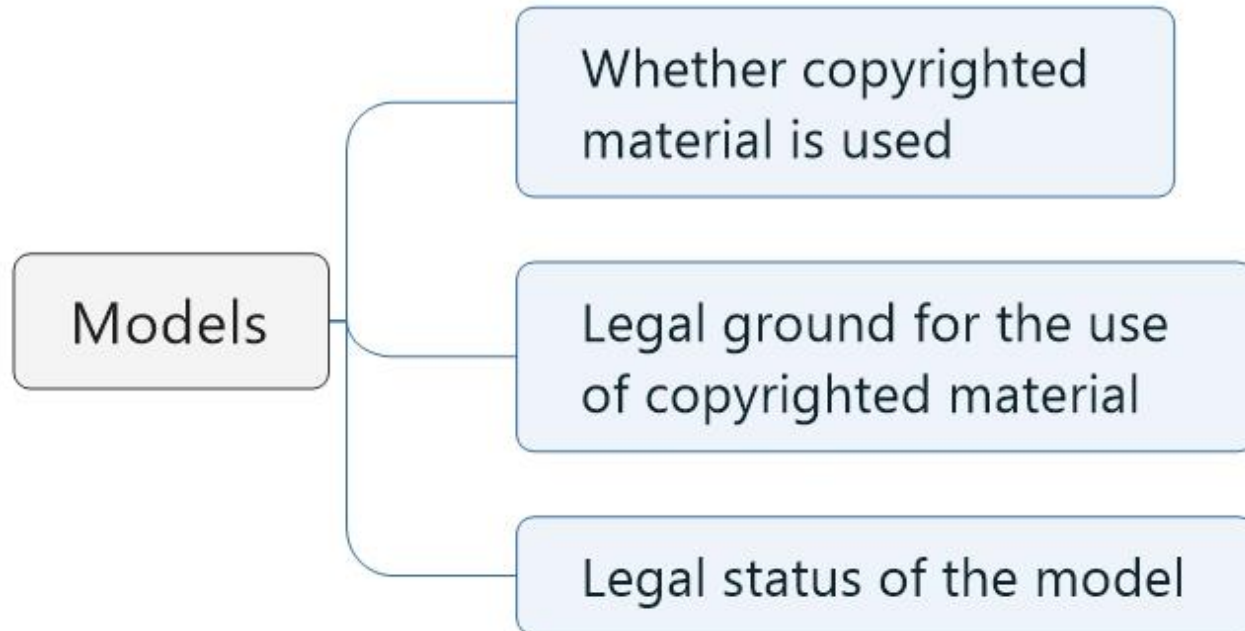 Whether copyrighted
material is used
Models
Legal ground for the use
of copyrighted material
Legal status of the model